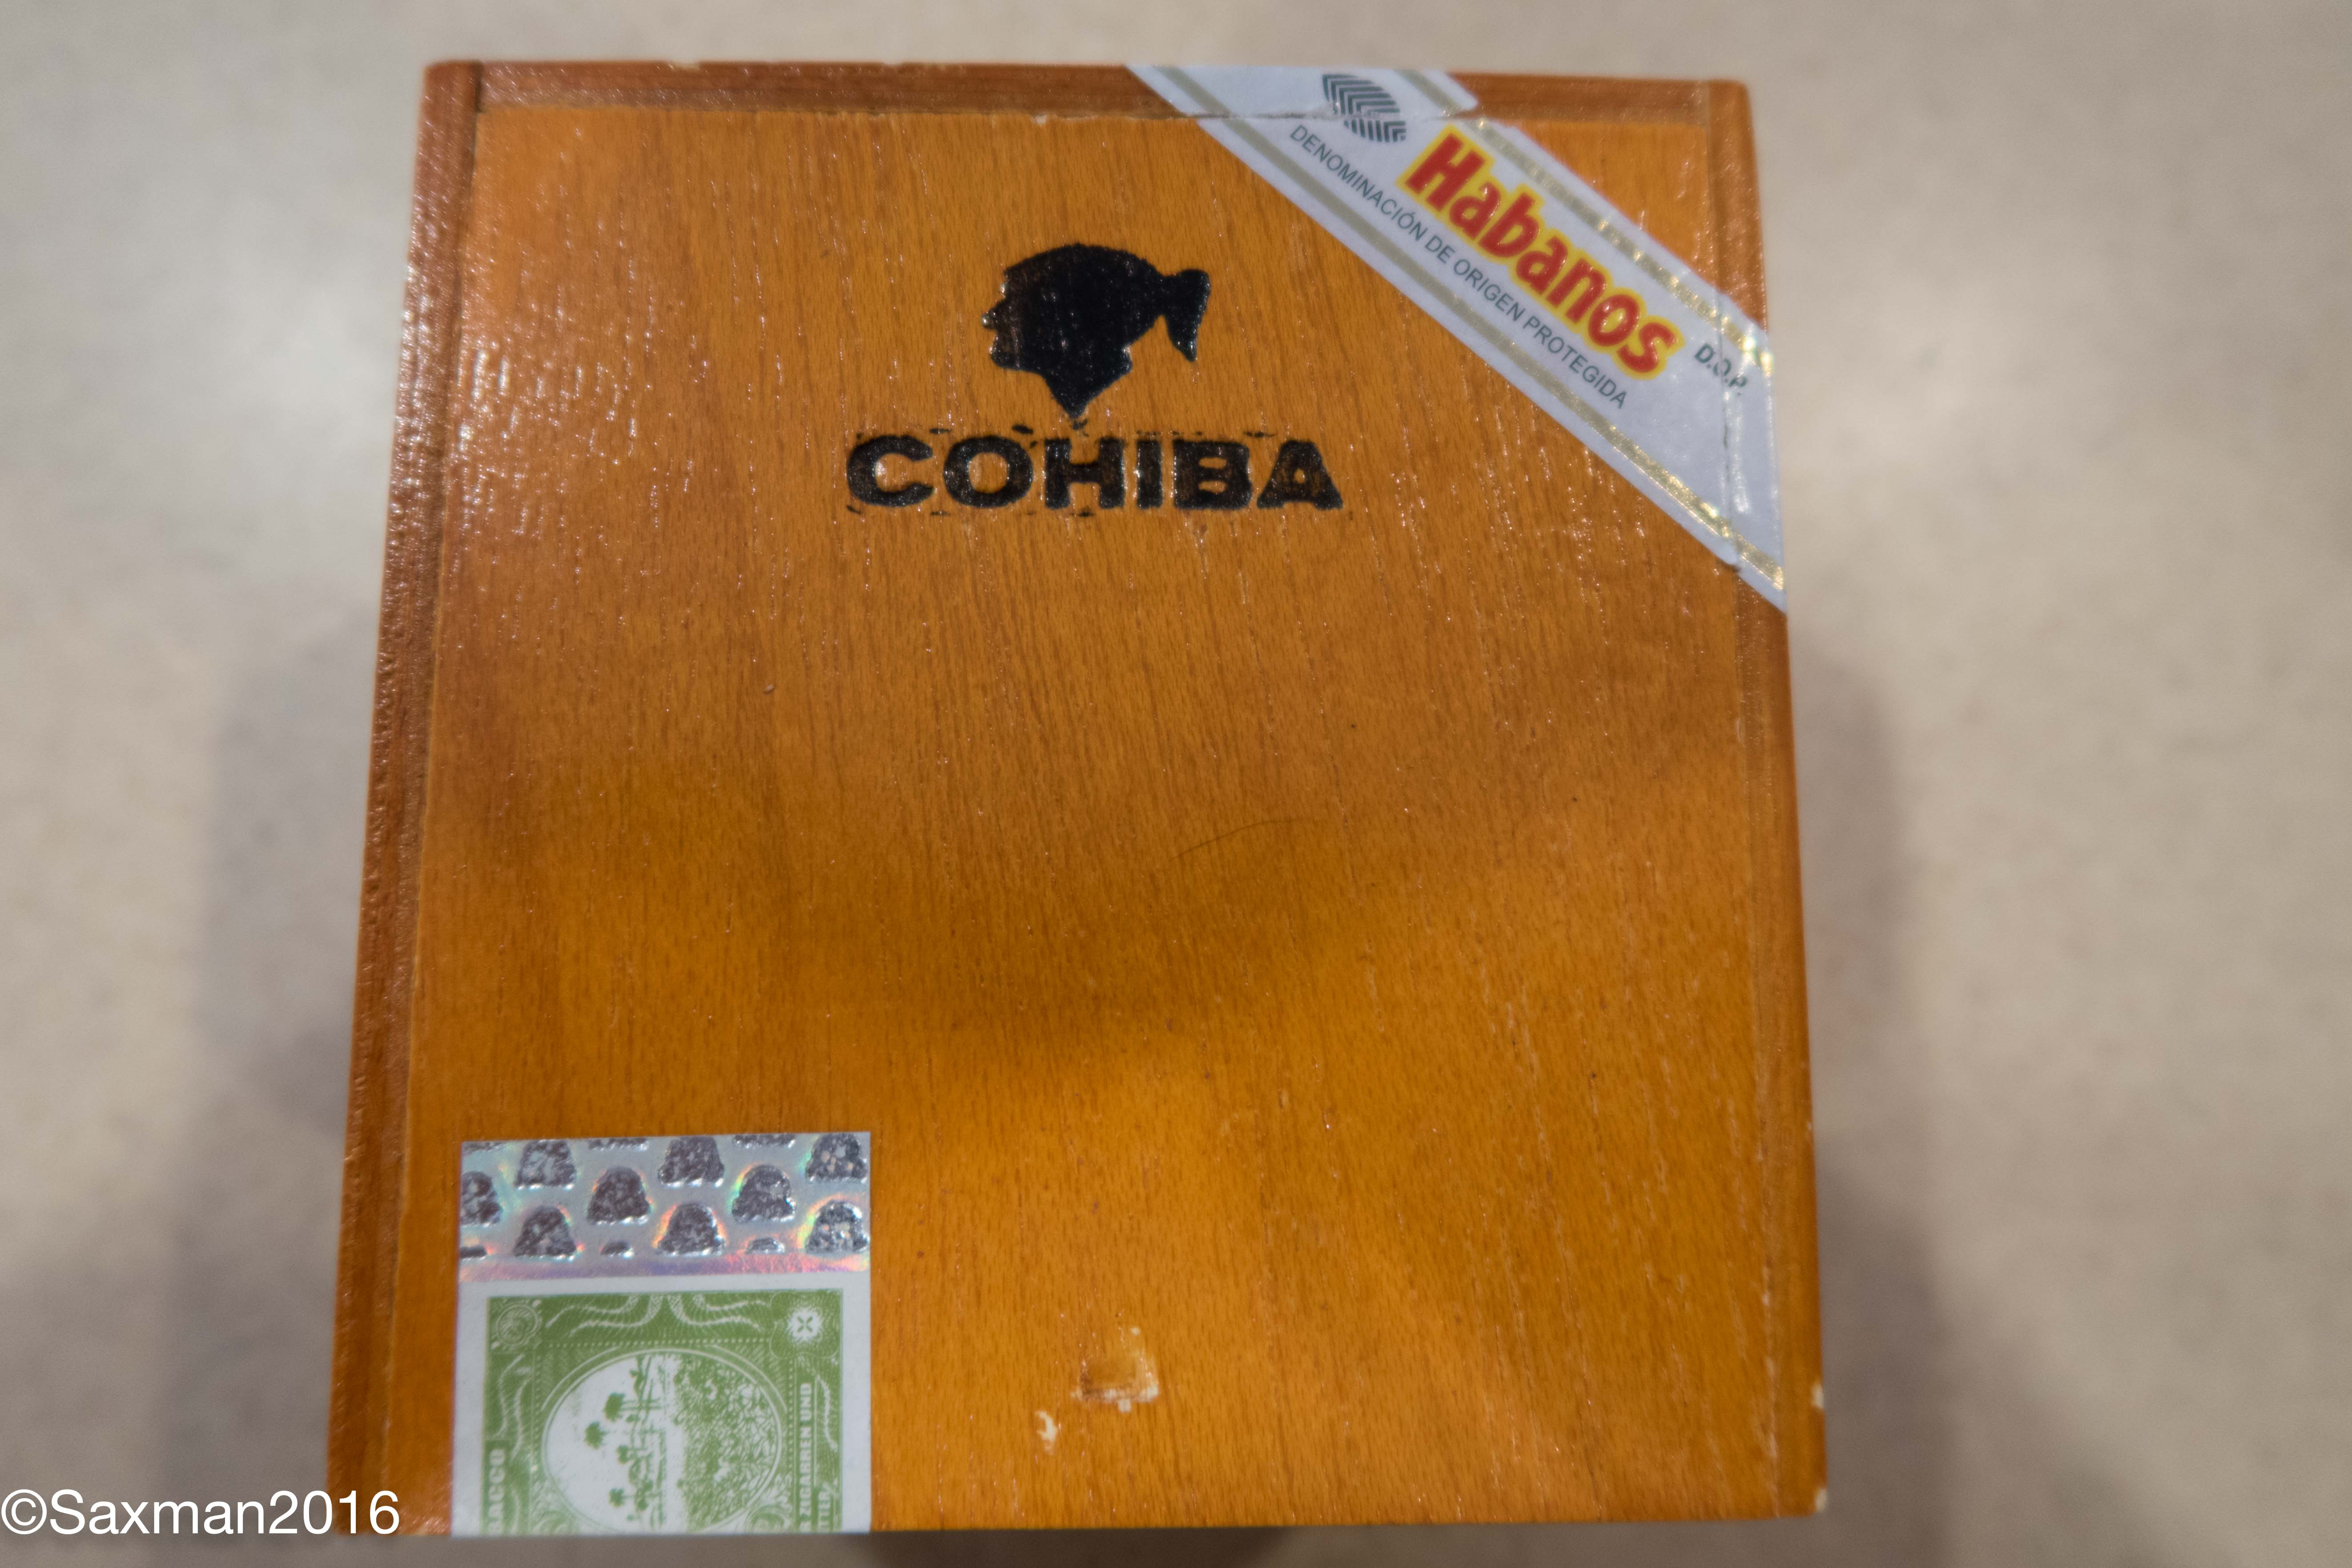 Habanos
D.O.P.
DENOMINACIÓN DE ORIGEN PROTEGIDA
COHIBA
ZIGARREN UND
©Saxman2016